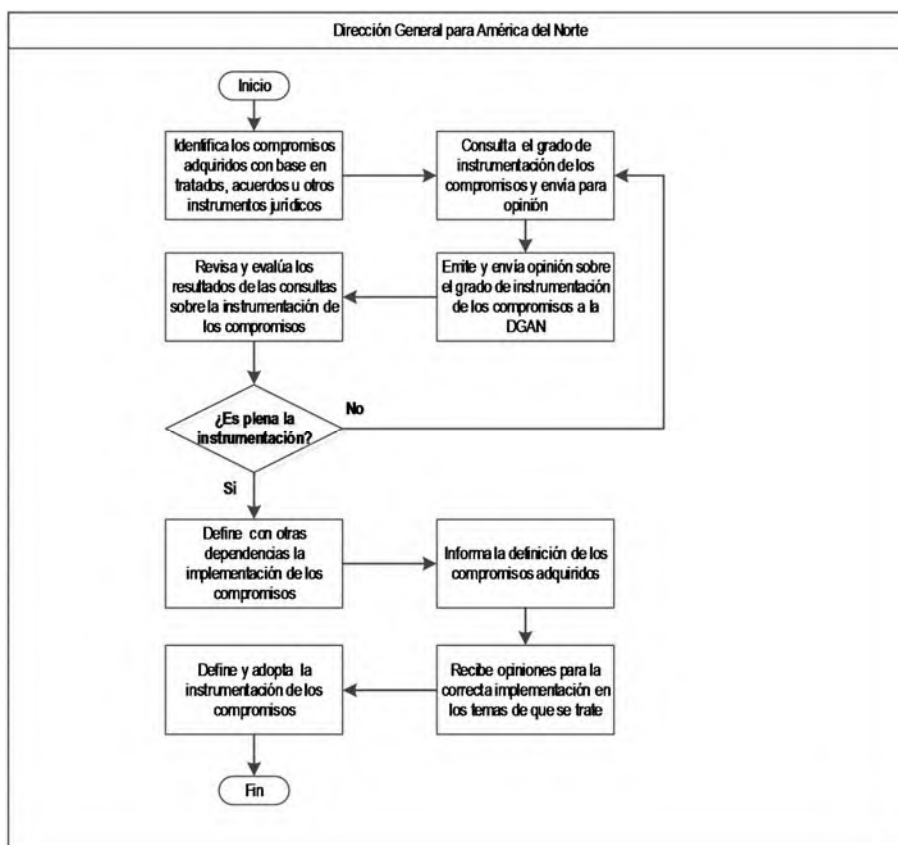 Dirección General para América del Norte
Inicio
Identifica los compromisos
adquiridos con base en
tratados, acuerdos u otros
instrumentos jurídicos
Consulta el grado de
instrumentación de los
compromisos y envía para
opinión
Emite y envía opinión sobre
el grado de instrumentación
de los compromisos a la
DGAN
Revisa y evalúa los
resultados de las consultas
sobre la instrumentación de
los compromisos
¿Es plena la
instrumentación?
No
Si
Define con otras
dependencias la
implementación de los
compromisos
Informa la definición de los
compromisos adquiridos
Recibe opiniones para la
correcta implementación en
los temas de que se trate
Define y adopta la
instrumentación de los
compromisos
Fin